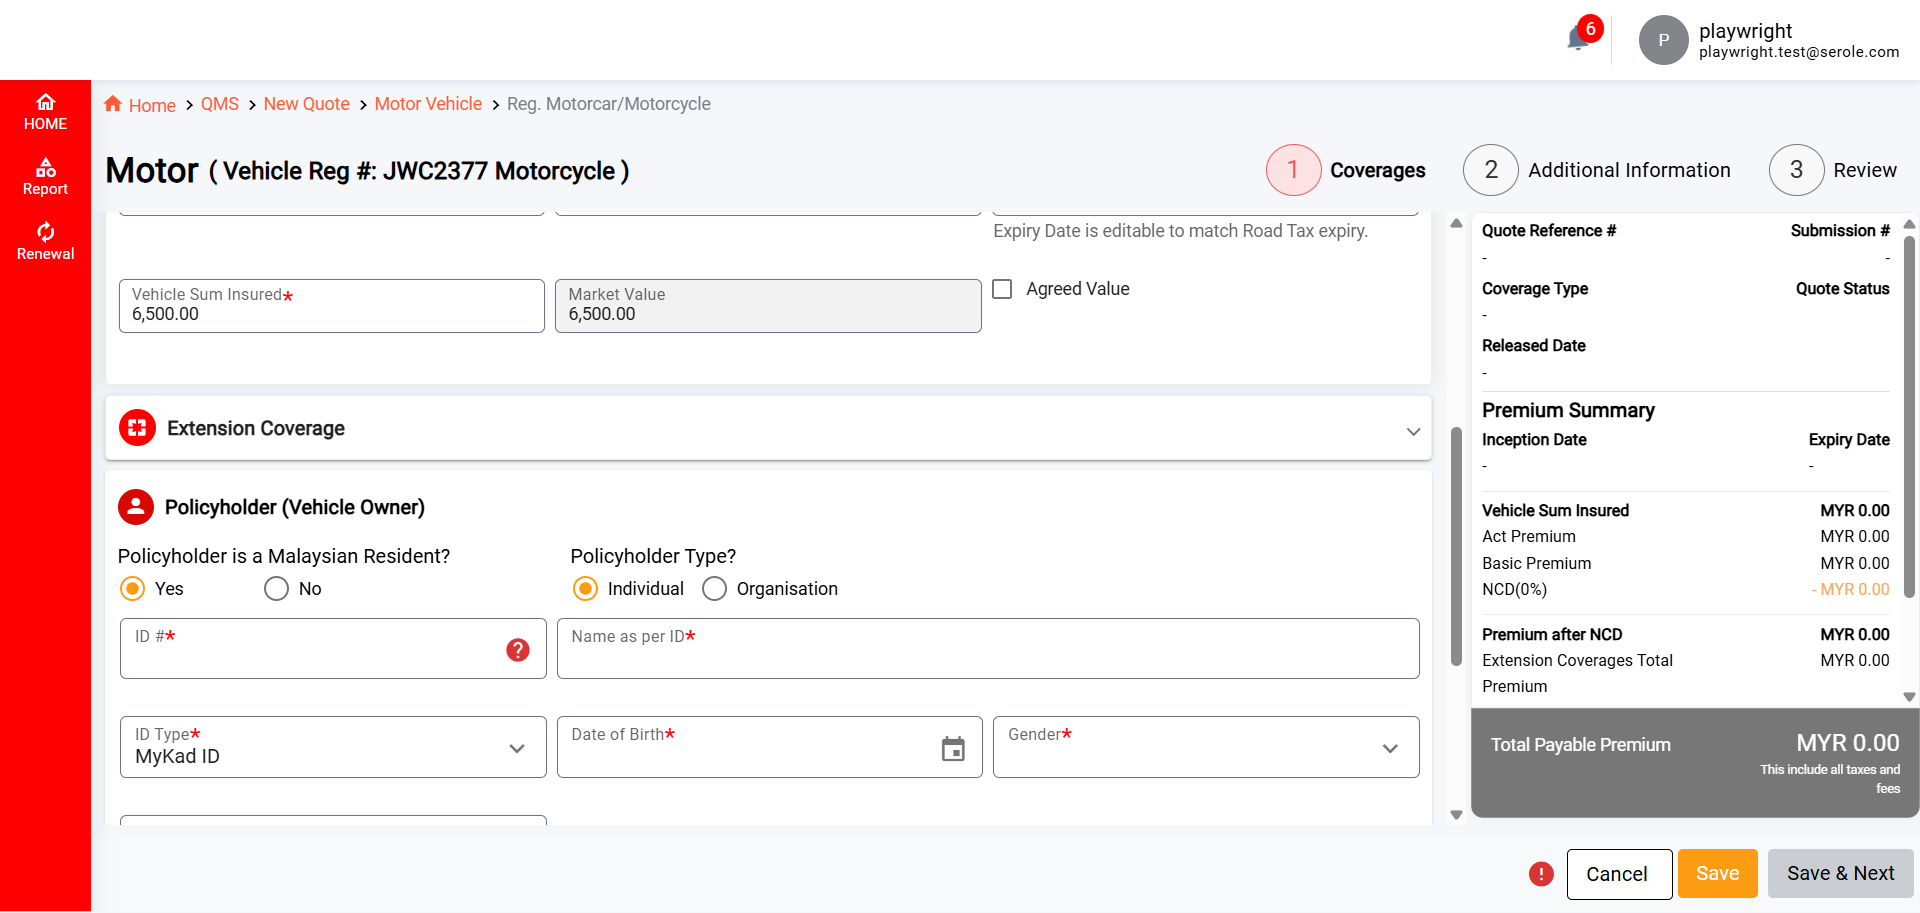 6
P
playwright
playwright.test@serole.com
HOME
Report
Renewal
Home > QMS > New Quote > Motor Vehicle > Reg. Motorcar/Motorcycle
Motor ( Vehicle Reg #: JWC2377 Motorcycle )
1 Coverages
2 Additional Information
3 Review
Expiry Date is editable to match Road Tax expiry.
Vehicle Sum Insured*
6,500.00
Market Value
6,500.00
Agreed Value
Extension Coverage
Policyholder (Vehicle Owner)
Policyholder is a Malaysian Resident?
Yes No
Policyholder Type?
Individual Organisation
ID #*
?
Name as per ID*
ID Type*
MyKad ID
Date of Birth*
Gender*
Quote Reference # Submission #
- -
Coverage Type Quote Status
-
Released Date
-
Premium Summary
Inception Date Expiry Date
- -
Vehicle Sum Insured MYR 0.00
Act Premium MYR 0.00
Basic Premium MYR 0.00
NCD(0%) - MYR 0.00
Premium after NCD MYR 0.00
Extension Coverages Total MYR 0.00
Premium
Total Payable Premium MYR 0.00
This include all taxes and
fees
!
Cancel
Save
Save & Next